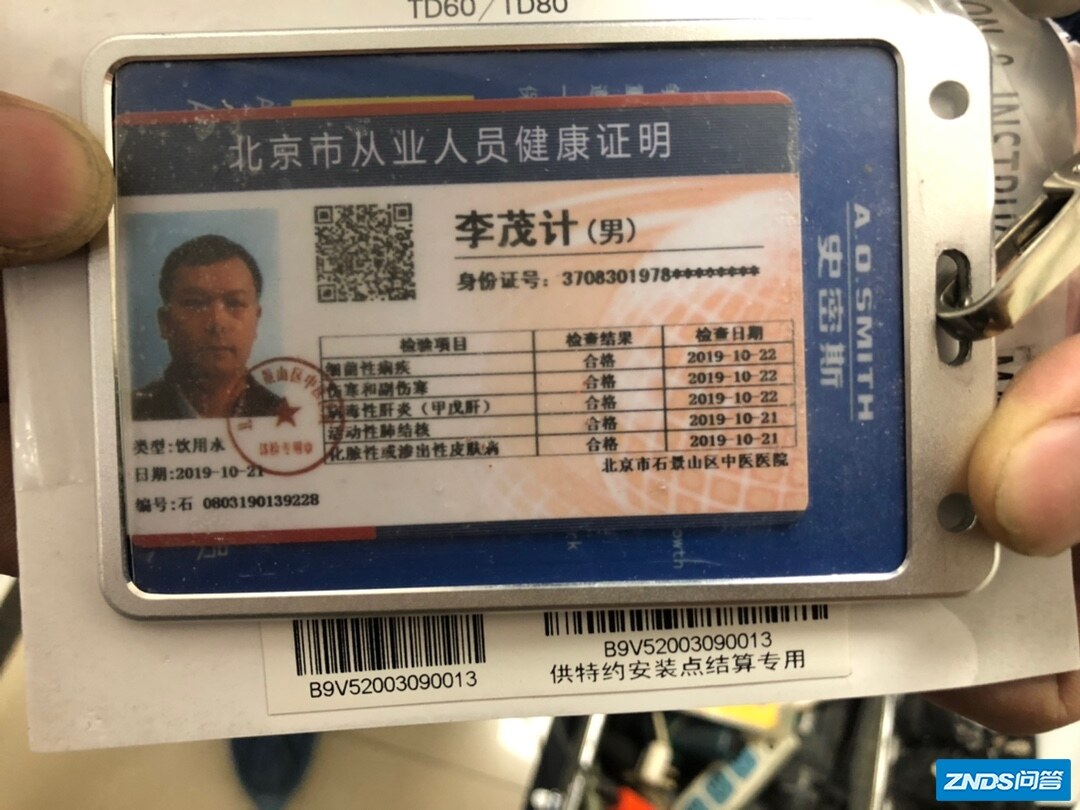 TD60/TD80
北京市从业人员健康证明
李茂计(男)
身份证号: 3708301978********
检验项目 检查结果 检查日期
细菌性痢疾 合格 2019-10-22
伤寒和副伤寒 合格 2019-10-22
病毒性肝炎(甲戊肝) 合格 2019-10-22
活动性肺结核 合格 2019-10-21
化脓性或渗出性皮肤病 合格 2019-10-21
北京市石景山区中医医院
类型:饮用水
日期:2019-10-21
编号:石 0803190139228
体检专用章
A.O.SMITH
史密斯
B9V52003090013
B9V52003090013
供特约安装点结算专用
ZNDS问答